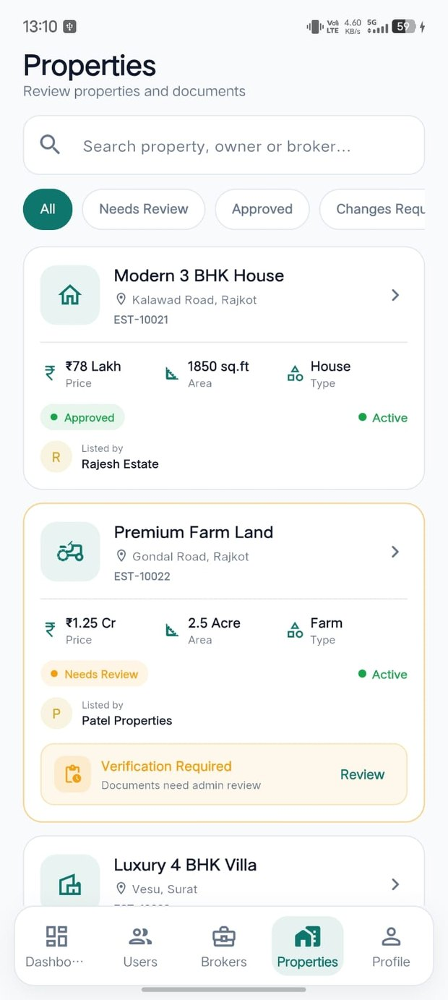 13:10
Vo)) LTE 4.60 KB/s 5G 59
Properties
Review properties and documents
Search property, owner or broker...
All Needs Review Approved Changes Requ
Modern 3 BHK House
Kalawad Road, Rajkot
EST-10021
₹ ₹78 Lakh 1850 sq.ft House
Price Area Type
Approved Active
R Listed by
Rajesh Estate
Premium Farm Land
Gondal Road, Rajkot
EST-10022
₹ ₹1.25 Cr 2.5 Acre Farm
Price Area Type
Needs Review Active
P Listed by
Patel Properties
Verification Required
Documents need admin review
Review
Luxury 4 BHK Villa
Vesu, Surat
Dashbo... Users Brokers Properties Profile